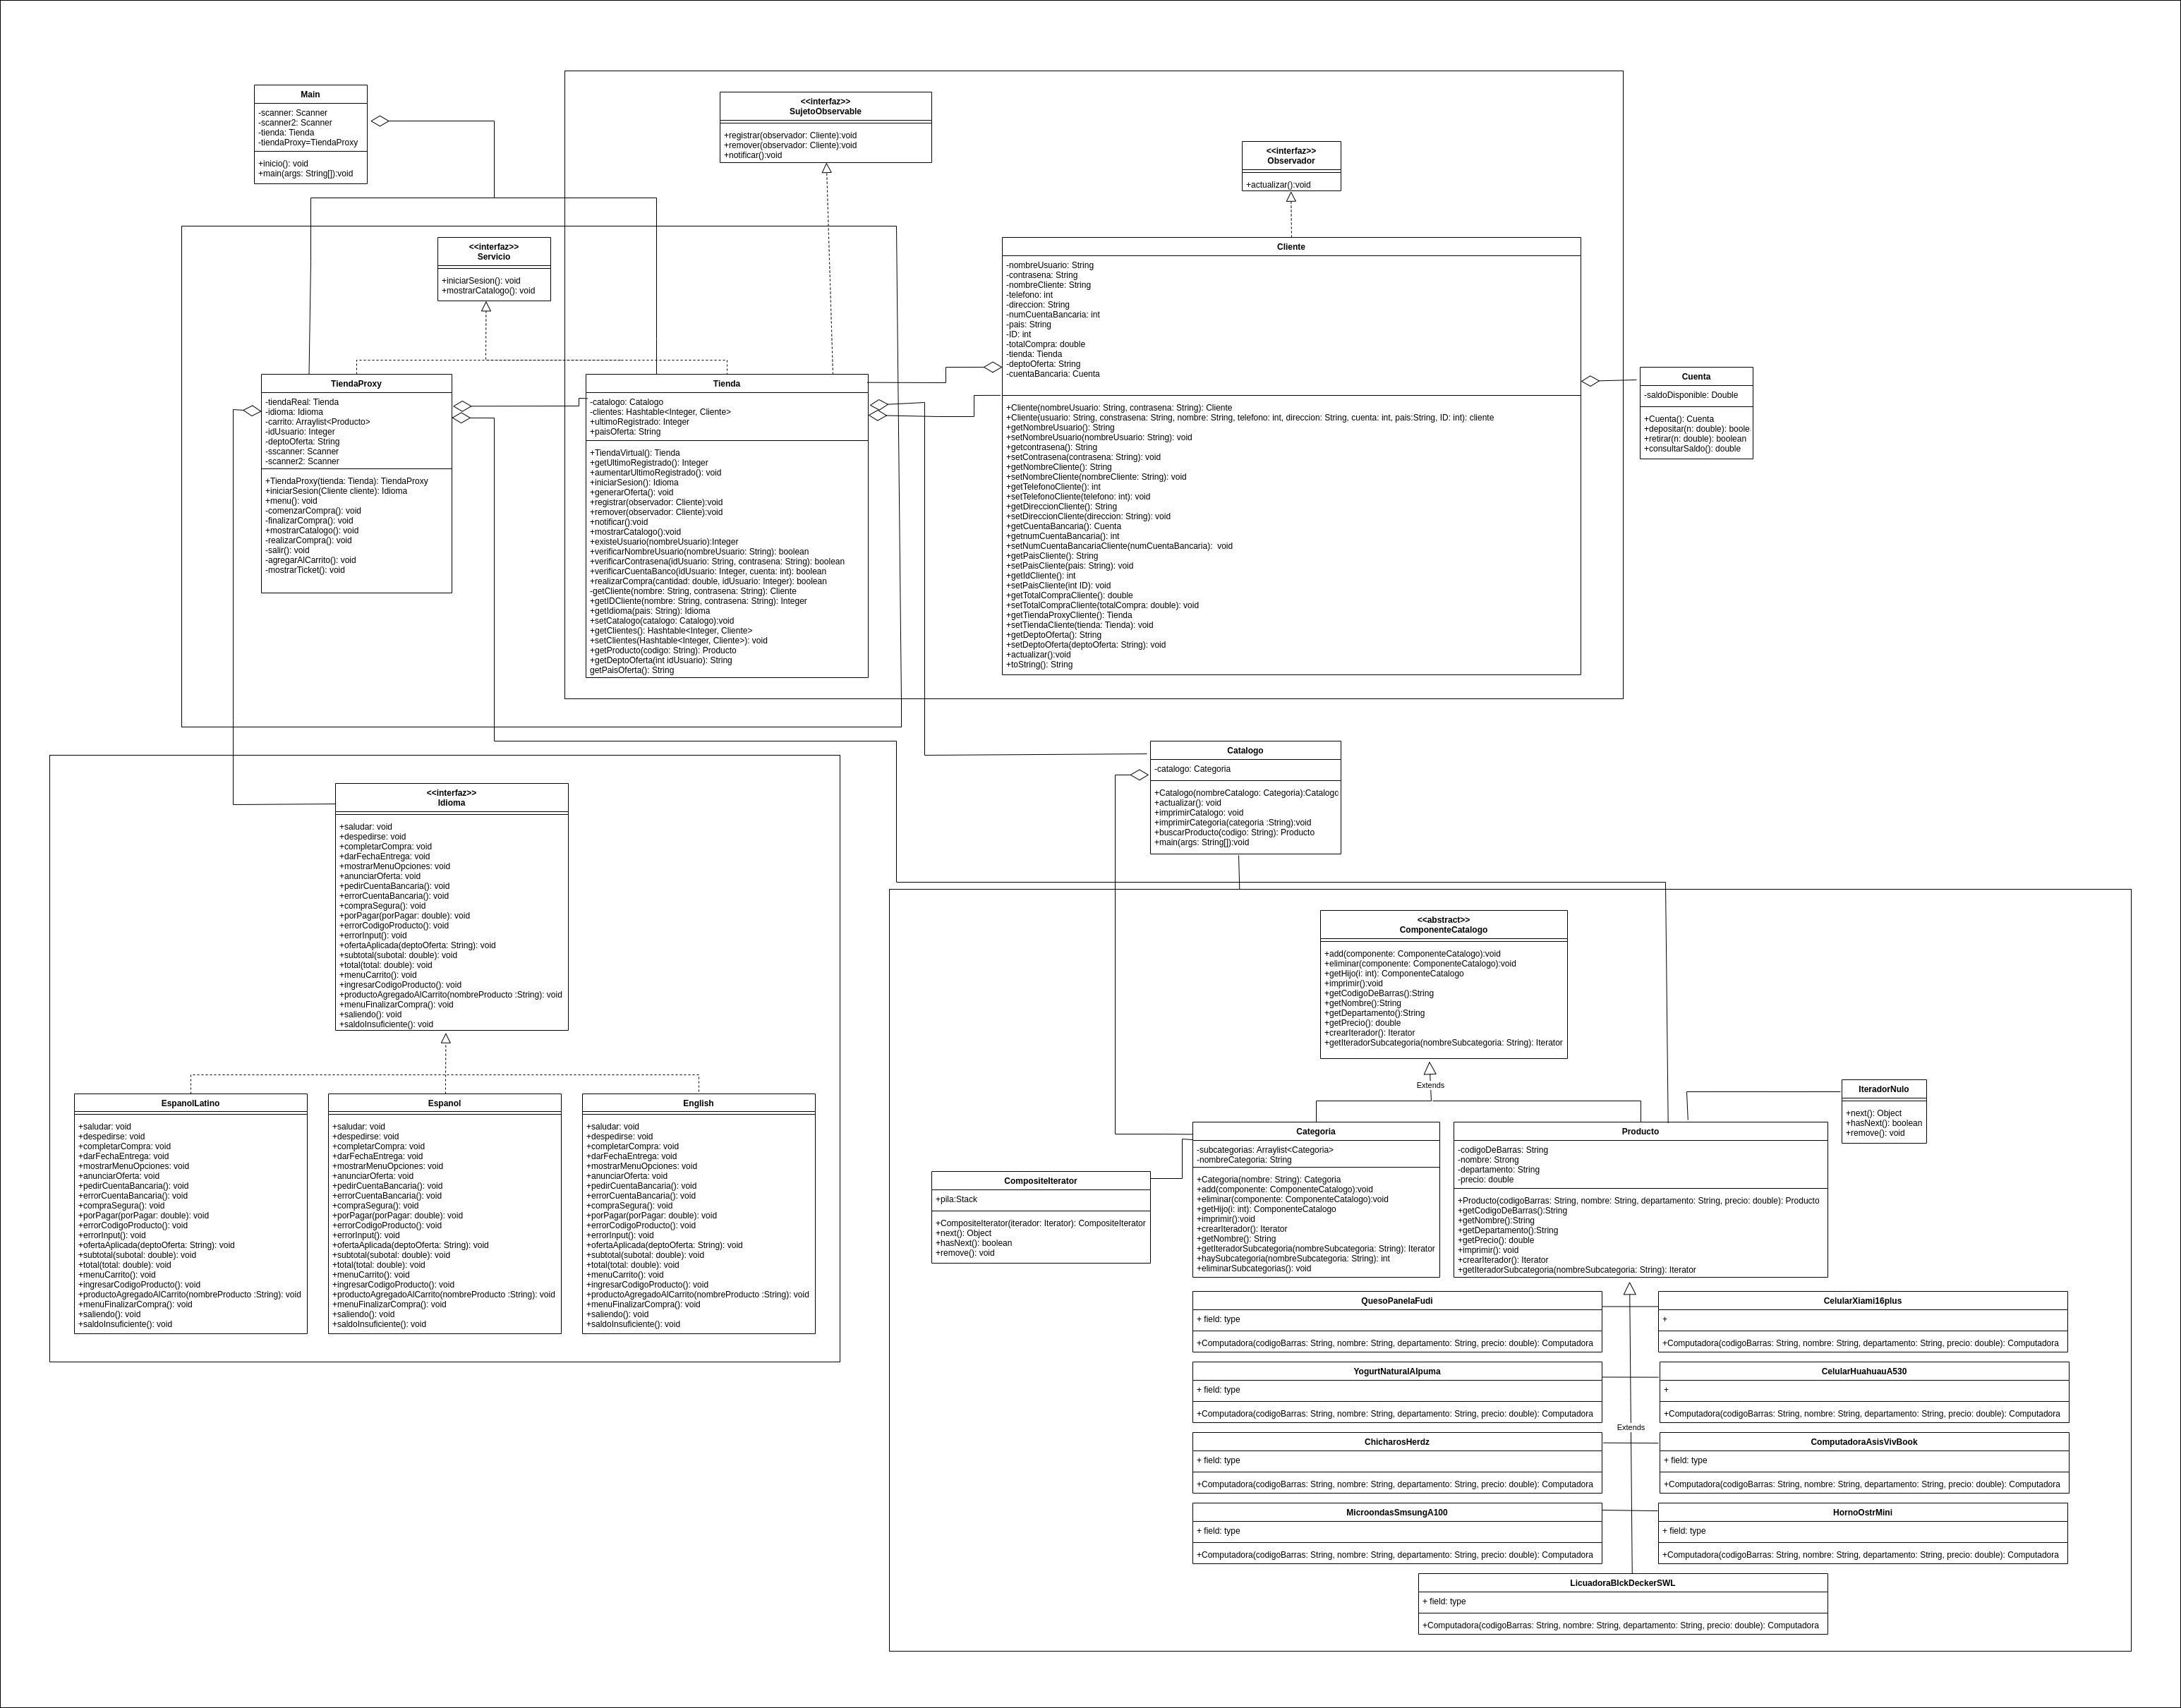 Main
-scanner: Scanner
-scanner2: Scanner
-tienda: Tienda
-tiendaProxy=TiendaProxy
+inicio(): void
+main(args: String[]):void
<<interfaz>>
SujetoObservable
+registrar(observador: Cliente):void
+remover(observador: Cliente):void
+notificar():void
<<interfaz>>
Observador
+actualizar():void
<<interfaz>>
Servicio
+iniciarSesion(): void
+mostrarCatalogo(): void
Cliente
-nombreUsuario: String
-contrasena: String
-nombreCliente: String
-telefono: int
-direccion: String
-numCuentaBancaria: int
-pais: String
-ID: int
-totalCompra: double
-tienda: Tienda
-deptoOferta: String
-cuentaBancaria: Cuenta
+Cliente(nombreUsuario: String, contrasena: String): Cliente
+Cliente(usuario: String, constrasena: String, nombre: String, telefono: int, direccion: String, cuenta: int, pais:String, ID: int): cliente
+getNombreUsuario(): String
+setNombreUsuario(nombreUsuario: String): void
+getcontrasena(): String
+setContrasena(contrasena: String): void
+getNombreCliente(): String
+setNombreCliente(nombreCliente: String): void
+getTelefonoCliente(): int
+setTelefonoCliente(telefono: int): void
+getDireccionCliente(): String
+setDireccionCliente(direccion: String): void
+getCuentaBancaria(): Cuenta
+getnumCuentaBancaria(): int
+setNumCuentaBancariaCliente(numCuentaBancaria):  void
+getPaisCliente(): String
+setPaisCliente(pais: String): void
+getIdCliente(): int
+setPaisCliente(int ID): void
+getTotalCompraCliente(): double
+setTotalCompraCliente(totalCompra: double): void
+getTiendaProxyCliente(): Tienda
+setTiendaCliente(tienda: Tienda): void
+getDeptoOferta(): String
+setDeptoOferta(deptoOferta: String): void
+actualizar():void
+toString(): String
Cuenta
-saldoDisponible: Double
+Cuenta(): Cuenta
+depositar(n: double): boole
+retirar(n: double): boolean
+consultarSaldo(): double
TiendaProxy
-tiendaReal: Tienda
-idioma: Idioma
-carrito: Arraylist<Producto>
-idUsuario: Integer
-deptoOferta: String
-sscanner: Scanner
-scanner2: Scanner
+TiendaProxy(tienda: Tienda): TiendaProxy
+iniciarSesion(Cliente cliente): Idioma
+menu(): void
-comenzarCompra(): void
-finalizarCompra(): void
+mostrarCatalogo(): void
-realizarCompra(): void
-salir(): void
-agregarAlCarrito(): void
-mostrarTicket(): void
Tienda
-catalogo: Catalogo
-clientes: Hashtable<Integer, Cliente>
+ultimoRegistrado: Integer
+paisOferta: String
+TiendaVirtual(): Tienda
+getUltimoRegistrado(): Integer
+aumentarUltimoRegistrado(): void
+iniciarSesion(): Idioma
+generarOferta(): void
+registrar(observador: Cliente):void
+remover(observador: Cliente):void
+notificar():void
+mostrarCatalogo():void
+existeUsuario(nombreUsuario):Integer
+verificarNombreUsuario(nombreUsuario: String): boolean
+verificarContrasena(idUsuario: String, contrasena: String): boolean
+verificarCuentaBanco(idUsuario: Integer, cuenta: int): boolean
+realizarCompra(cantidad: double, idUsuario: Integer): boolean
-getCliente(nombre: String, contrasena: String): Cliente
+getIDCliente(nombre: String, contrasena: String): Integer
+getIdioma(pais: String): Idioma
+setCatalogo(catalogo: Catalogo):void
+getClientes(): Hashtable<Integer, Cliente>
+setClientes(Hashtable<Integer, Cliente>): void
+getProducto(codigo: String): Producto
+getDeptoOferta(int idUsuario): String
getPaisOferta(): String
Catalogo
-catalogo: Categoria
+Catalogo(nombreCatalogo: Categoria):Catalogo
+actualizar(): void
+imprimirCatalogo: void
+imprimirCategoria(categoria :String):void
+buscarProducto(codigo: String): Producto
+main(args: String[]):void
<<interfaz>>
Idioma
+saludar: void
+despedirse: void
+completarCompra: void
+darFechaEntrega: void
+mostrarMenuOpciones: void
+anunciarOferta: void
+pedirCuentaBancaria(): void
+errorCuentaBancaria(): void
+compraSegura(): void
+porPagar(porPagar: double): void
+errorCodigoProducto(): void
+errorInput(): void
+ofertaAplicada(deptoOferta: String): void
+subtotal(subotal: double): void
+total(total: double): void
+menuCarrito(): void
+ingresarCodigoProducto(): void
+productoAgregadoAlCarrito(nombreProducto :String): void
+menuFinalizarCompra(): void
+saliendo(): void
+saldoInsuficiente(): void
EspanolLatino
+saludar: void
+despedirse: void
+completarCompra: void
+darFechaEntrega: void
+mostrarMenuOpciones: void
+anunciarOferta: void
+pedirCuentaBancaria(): void
+errorCuentaBancaria(): void
+compraSegura(): void
+porPagar(porPagar: double): void
+errorCodigoProducto(): void
+errorInput(): void
+ofertaAplicada(deptoOferta: String): void
+subtotal(subotal: double): void
+total(total: double): void
+menuCarrito(): void
+ingresarCodigoProducto(): void
+productoAgregadoAlCarrito(nombreProducto :String): void
+menuFinalizarCompra(): void
+saliendo(): void
+saldoInsuficiente(): void
Espanol
+saludar: void
+despedirse: void
+completarCompra: void
+darFechaEntrega: void
+mostrarMenuOpciones: void
+anunciarOferta: void
+pedirCuentaBancaria(): void
+errorCuentaBancaria(): void
+compraSegura(): void
+porPagar(porPagar: double): void
+errorCodigoProducto(): void
+errorInput(): void
+ofertaAplicada(deptoOferta: String): void
+subtotal(subotal: double): void
+total(total: double): void
+menuCarrito(): void
+ingresarCodigoProducto(): void
+productoAgregadoAlCarrito(nombreProducto :String): void
+menuFinalizarCompra(): void
+saliendo(): void
+saldoInsuficiente(): void
English
+saludar: void
+despedirse: void
+completarCompra: void
+darFechaEntrega: void
+mostrarMenuOpciones: void
+anunciarOferta: void
+pedirCuentaBancaria(): void
+errorCuentaBancaria(): void
+compraSegura(): void
+porPagar(porPagar: double): void
+errorCodigoProducto(): void
+errorInput(): void
+ofertaAplicada(deptoOferta: String): void
+subtotal(subotal: double): void
+total(total: double): void
+menuCarrito(): void
+ingresarCodigoProducto(): void
+productoAgregadoAlCarrito(nombreProducto :String): void
+menuFinalizarCompra(): void
+saliendo(): void
+saldoInsuficiente(): void
<<abstract>>
ComponenteCatalogo
+add(componente: ComponenteCatalogo):void
+eliminar(componente: ComponenteCatalogo):void
+getHijo(i: int): ComponenteCatalogo
+imprimir():void
+getCodigoDeBarras():String
+getNombre():String
+getDepartamento():String
+getPrecio(): double
+crearIterador(): Iterator
+getIteradorSubcategoria(nombreSubcategoria: String): Iterator
Extends
IteradorNulo
+next(): Object
+hasNext(): boolean
+remove(): void
CompositeIterator
+pila:Stack
+CompositeIterator(iterador: Iterator): CompositeIterator
+next(): Object
+hasNext(): boolean
+remove(): void
Categoria
-subcategorias: Arraylist<Categoria>
-nombreCategoria: String
+Categoria(nombre: String): Categoria
+add(componente: ComponenteCatalogo):void
+eliminar(componente: ComponenteCatalogo):void
+getHijo(i: int): ComponenteCatalogo
+imprimir():void
+crearIterador(): Iterator
+getNombre(): String
+getIteradorSubcategoria(nombreSubcategoria: String): Iterator
+haySubcategoria(nombreSubcategoria: String): int
+eliminarSubcategorias(): void
Producto
-codigoDeBarras: String
-nombre: Strong
-departamento: String
-precio: double
+Producto(codigoBarras: String, nombre: String, departamento: String, precio: double): Producto
+getCodigoDeBarras():String
+getNombre():String
+getDepartamento():String
+getPrecio(): double
+imprimir(): void
+crearIterador(): Iterator
+getIteradorSubcategoria(nombreSubcategoria: String): Iterator
QuesoPanelaFudi
+ field: type
+Computadora(codigoBarras: String, nombre: String, departamento: String, precio: double): Computadora
CelularXiami16plus
+
+Computadora(codigoBarras: String, nombre: String, departamento: String, precio: double): Computadora
YogurtNaturalAlpuma
+ field: type
+Computadora(codigoBarras: String, nombre: String, departamento: String, precio: double): Computadora
CelularHuahuauA530
+
+Computadora(codigoBarras: String, nombre: String, departamento: String, precio: double): Computadora
Extends
ChicharosHerdz
+ field: type
+Computadora(codigoBarras: String, nombre: String, departamento: String, precio: double): Computadora
ComputadoraAsisVivBook
+ field: type
+Computadora(codigoBarras: String, nombre: String, departamento: String, precio: double): Computadora
MicroondasSmsungA100
+ field: type
+Computadora(codigoBarras: String, nombre: String, departamento: String, precio: double): Computadora
HornoOstrMini
+ field: type
+Computadora(codigoBarras: String, nombre: String, departamento: String, precio: double): Computadora
LicuadoraBlckDeckerSWL
+ field: type
+Computadora(codigoBarras: String, nombre: String, departamento: String, precio: double): Computadora